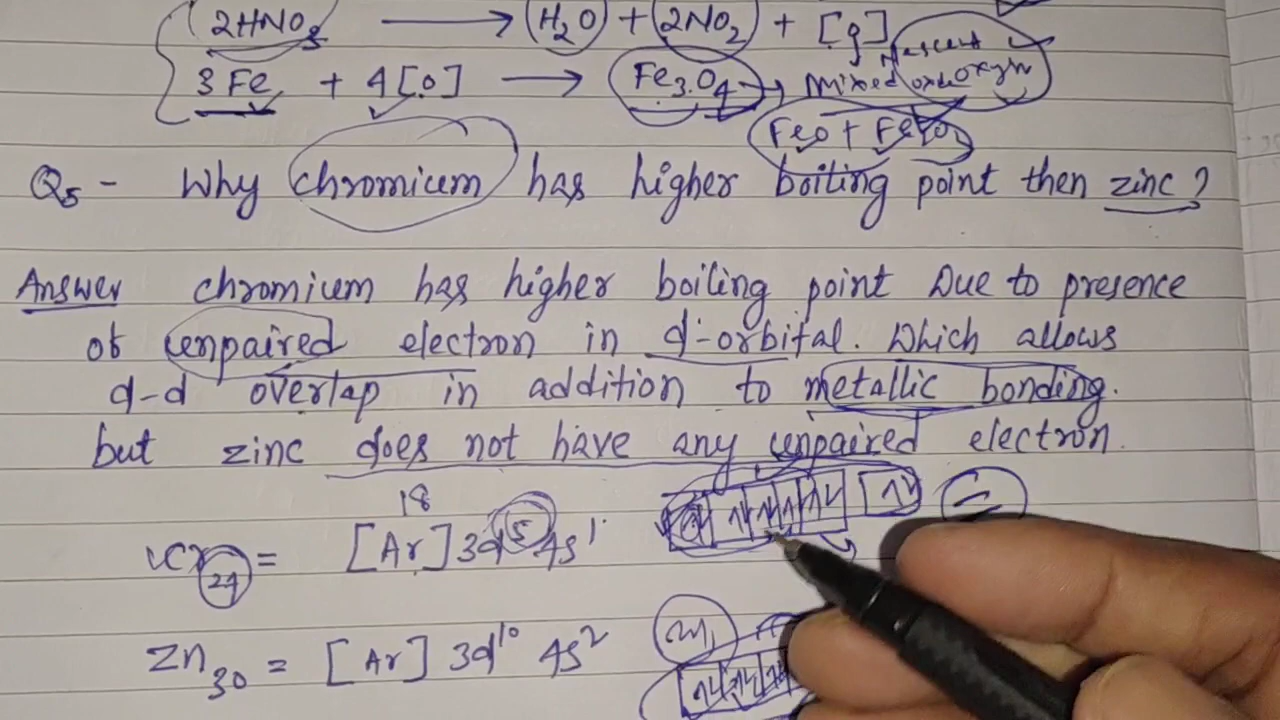 2HNO3 → H2O + 2NO2 + [O] Nascent oxygen
3Fe + 4[O] → Fe3O4 → mixed oxide
FeO + Fe2O3
Q5 - Why chromium has higher boiling point then zinc?
Answer chromium has higher boiling point Due to presence
of unpaired electron in d-orbital. Which allows
d-d overlap in addition to metallic bonding.
but zinc does not have any unpaired electron.
18
Cr24 = [Ar] 3d5 4s1
Zn30 = [Ar] 3d10 4s2